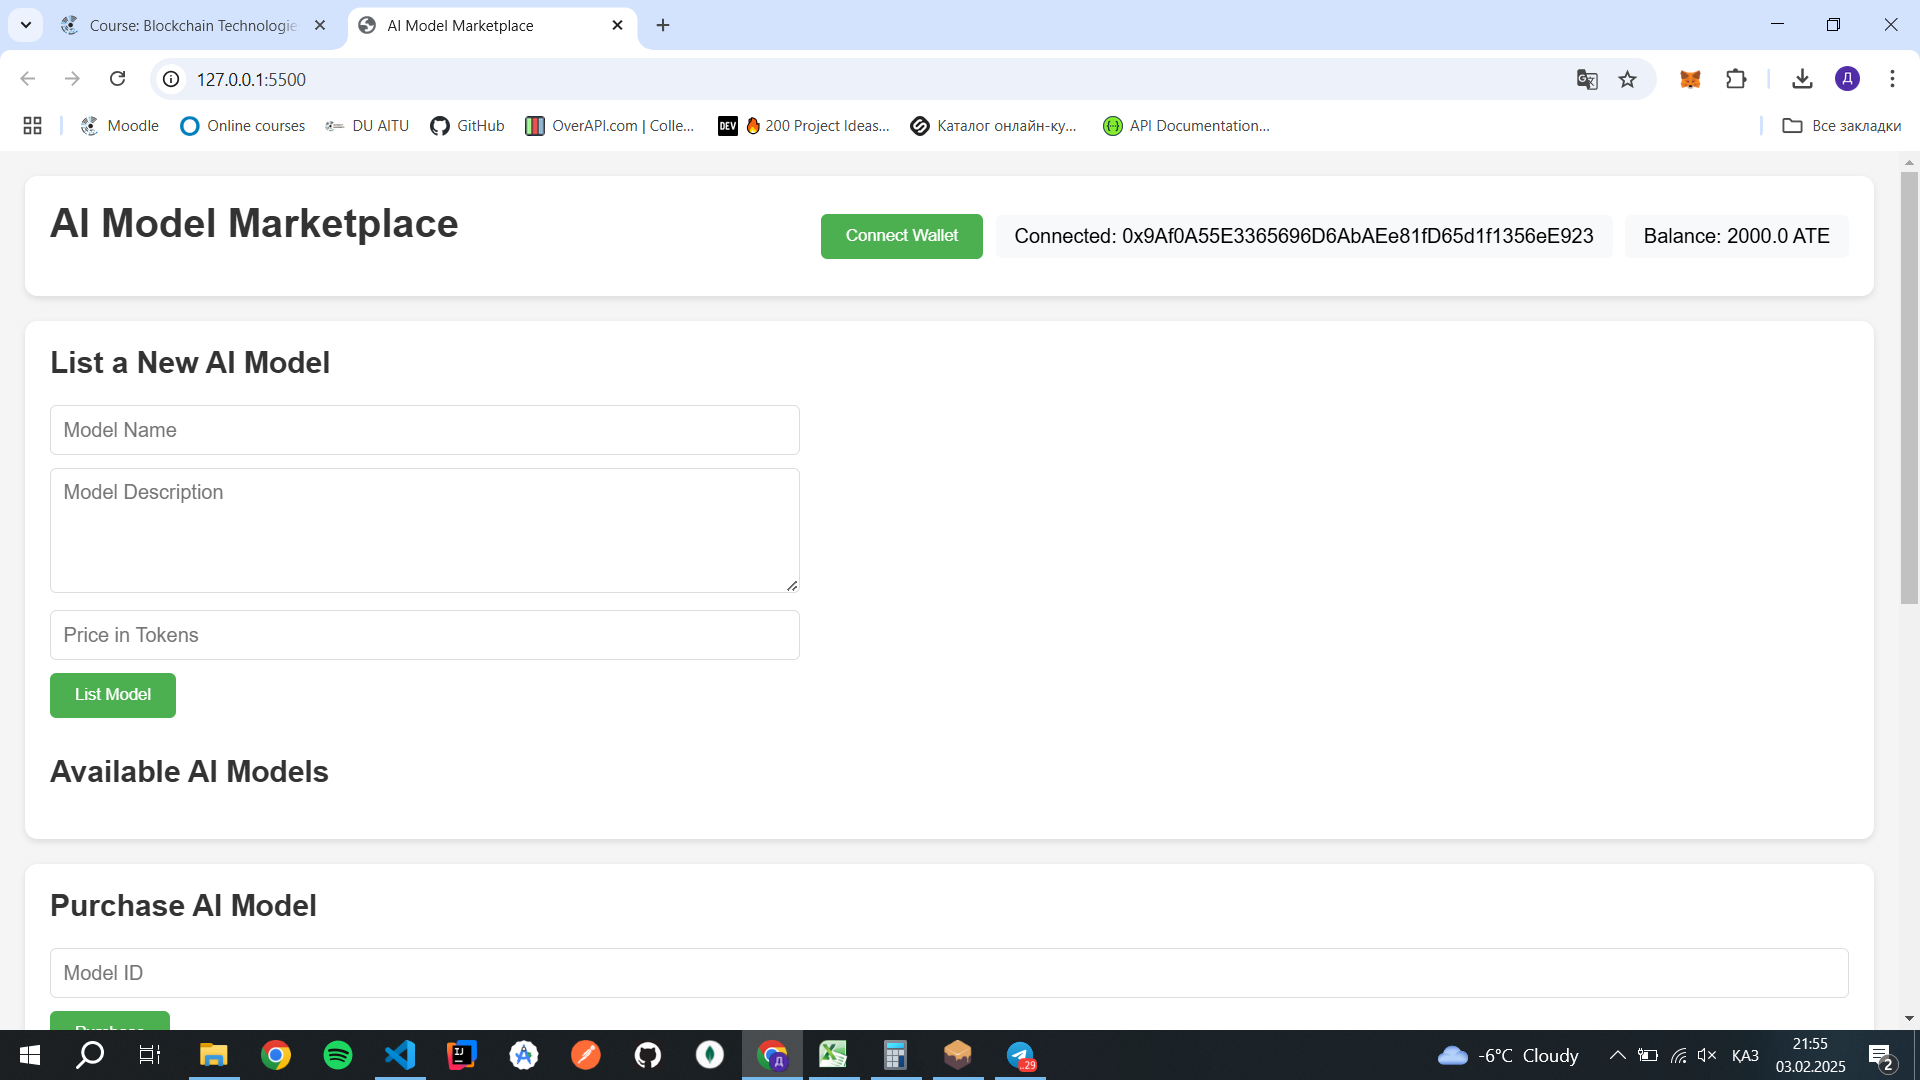 Course: Blockchain Technologie
AI Model Marketplace
127.0.0.1:5500
Д
Moodle
Online courses
DU AITU
GitHub
OverAPI.com | Colle...
DEV
🔥 200 Project Ideas...
Каталог онлайн-ку...
API Documentation...
Все закладки
AI Model Marketplace
Connect Wallet
Connected: 0x9Af0A55E3365696D6AbAEe81fD65d1f1356eE923
Balance: 2000.0 ATE
List a New AI Model
Model Name
Model Description
Price in Tokens
List Model
Available AI Models
Purchase AI Model
Model ID
Purchase
-6°C Cloudy
ҚАЗ
21:55
03.02.2025
2